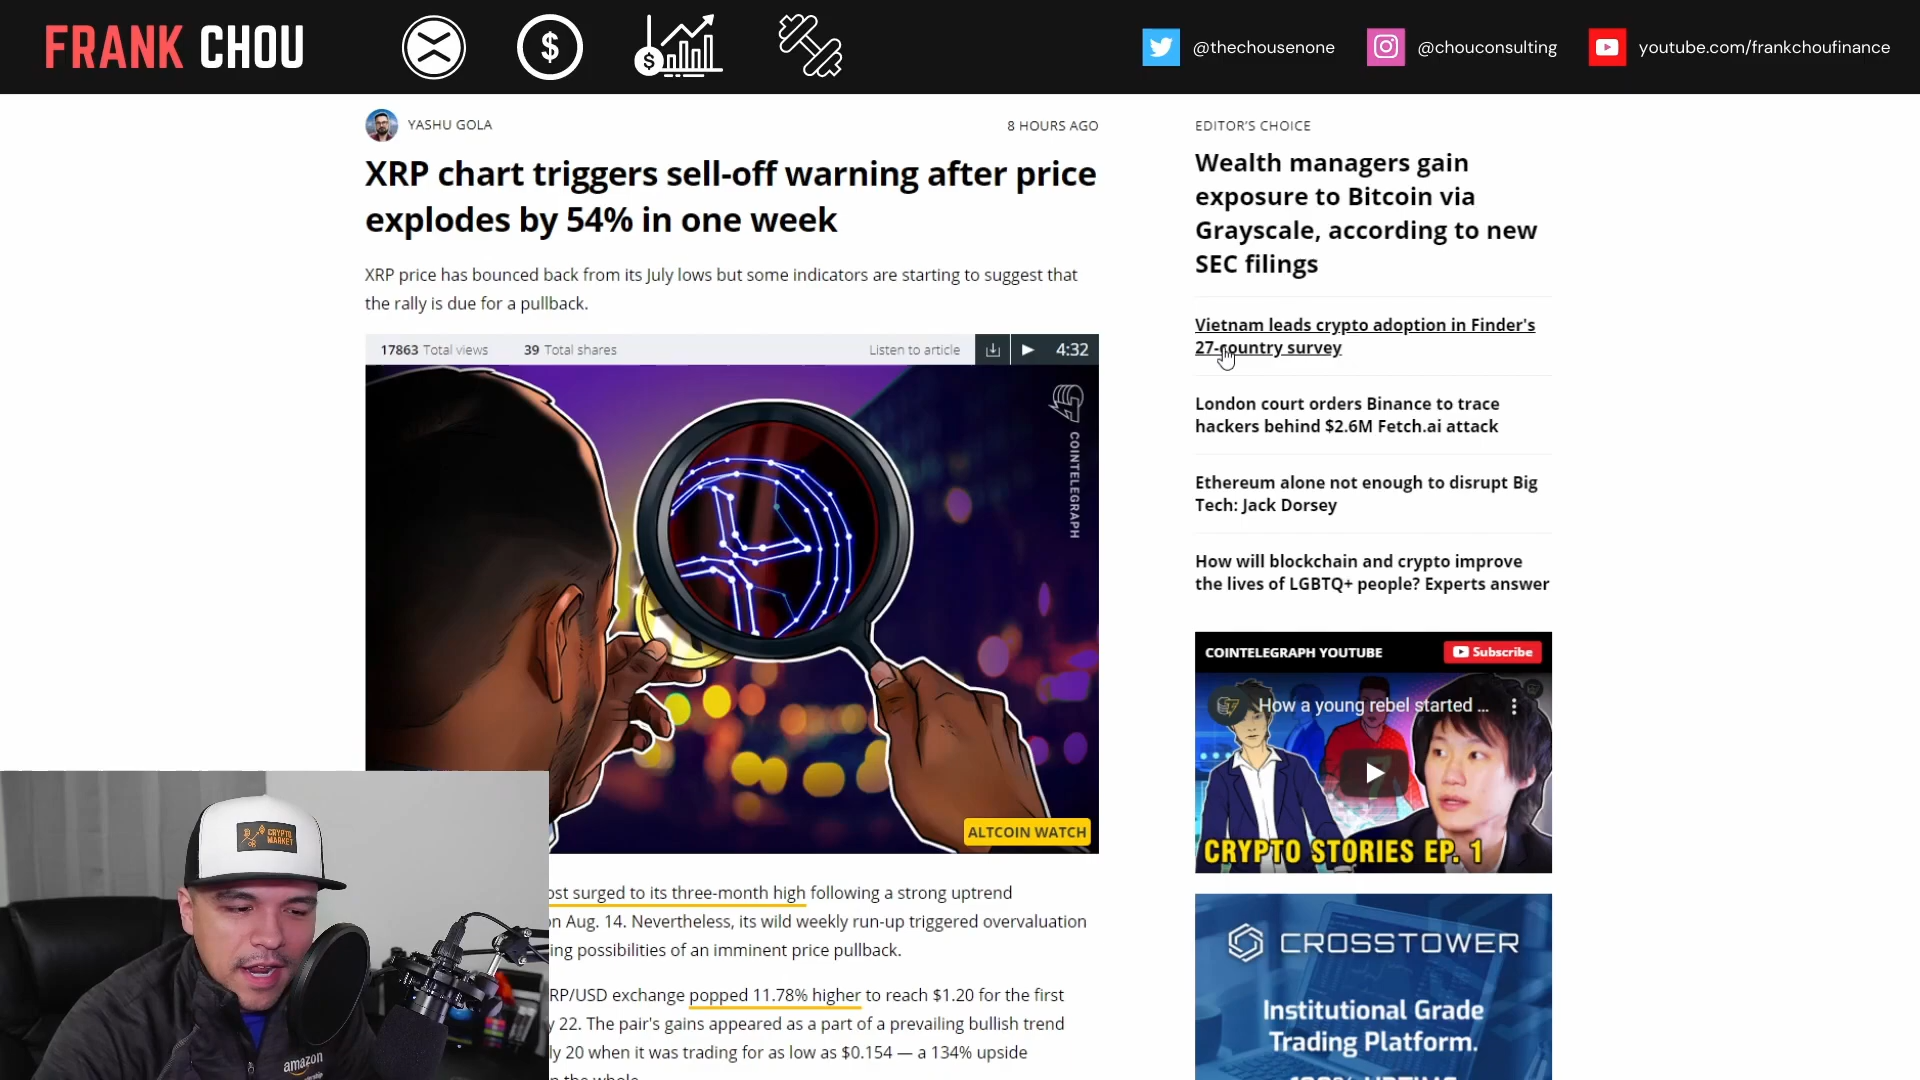 FRANK CHOU
@thechousenone
@chouconsulting
youtube.com/frankchoufinance
YASHU GOLA
8 HOURS AGO
XRP chart triggers sell-off warning after price
explodes by 54% in one week
XRP price has bounced back from its July lows but some indicators are starting to suggest that
the rally is due for a pullback.
17863 Total views
39 Total shares
Listen to article
4:32
COINTELEGRAPH
ALTCOIN WATCH
CRYPTO
MARKET
amazon
ost surged to its three-month high following a strong uptrend
on Aug. 14. Nevertheless, its wild weekly run-up triggered overvaluation
ing possibilities of an imminent price pullback.
RP/USD exchange popped 11.78% higher to reach $1.20 for the first
y 22. The pair's gains appeared as a part of a prevailing bullish trend
ly 20 when it was trading for as low as $0.154 — a 134% upside
EDITOR'S CHOICE
Wealth managers gain
exposure to Bitcoin via
Grayscale, according to new
SEC filings
Vietnam leads crypto adoption in Finder's
27-country survey
London court orders Binance to trace
hackers behind $2.6M Fetch.ai attack
Ethereum alone not enough to disrupt Big
Tech: Jack Dorsey
How will blockchain and crypto improve
the lives of LGBTQ+ people? Experts answer
COINTELEGRAPH YOUTUBE
Subscribe
How a young rebel started ...
CRYPTO STORIES EP. 1
CROSSTOWER
Institutional Grade
Trading Platform.